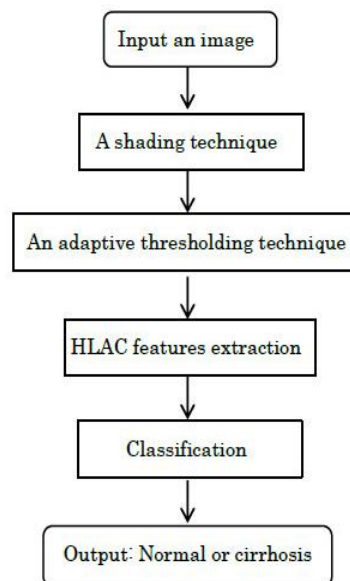 Input an image
A shading technique
An adaptive thresholding technique
HLAC features extraction
Classification
Output: Normal or cirrhosis